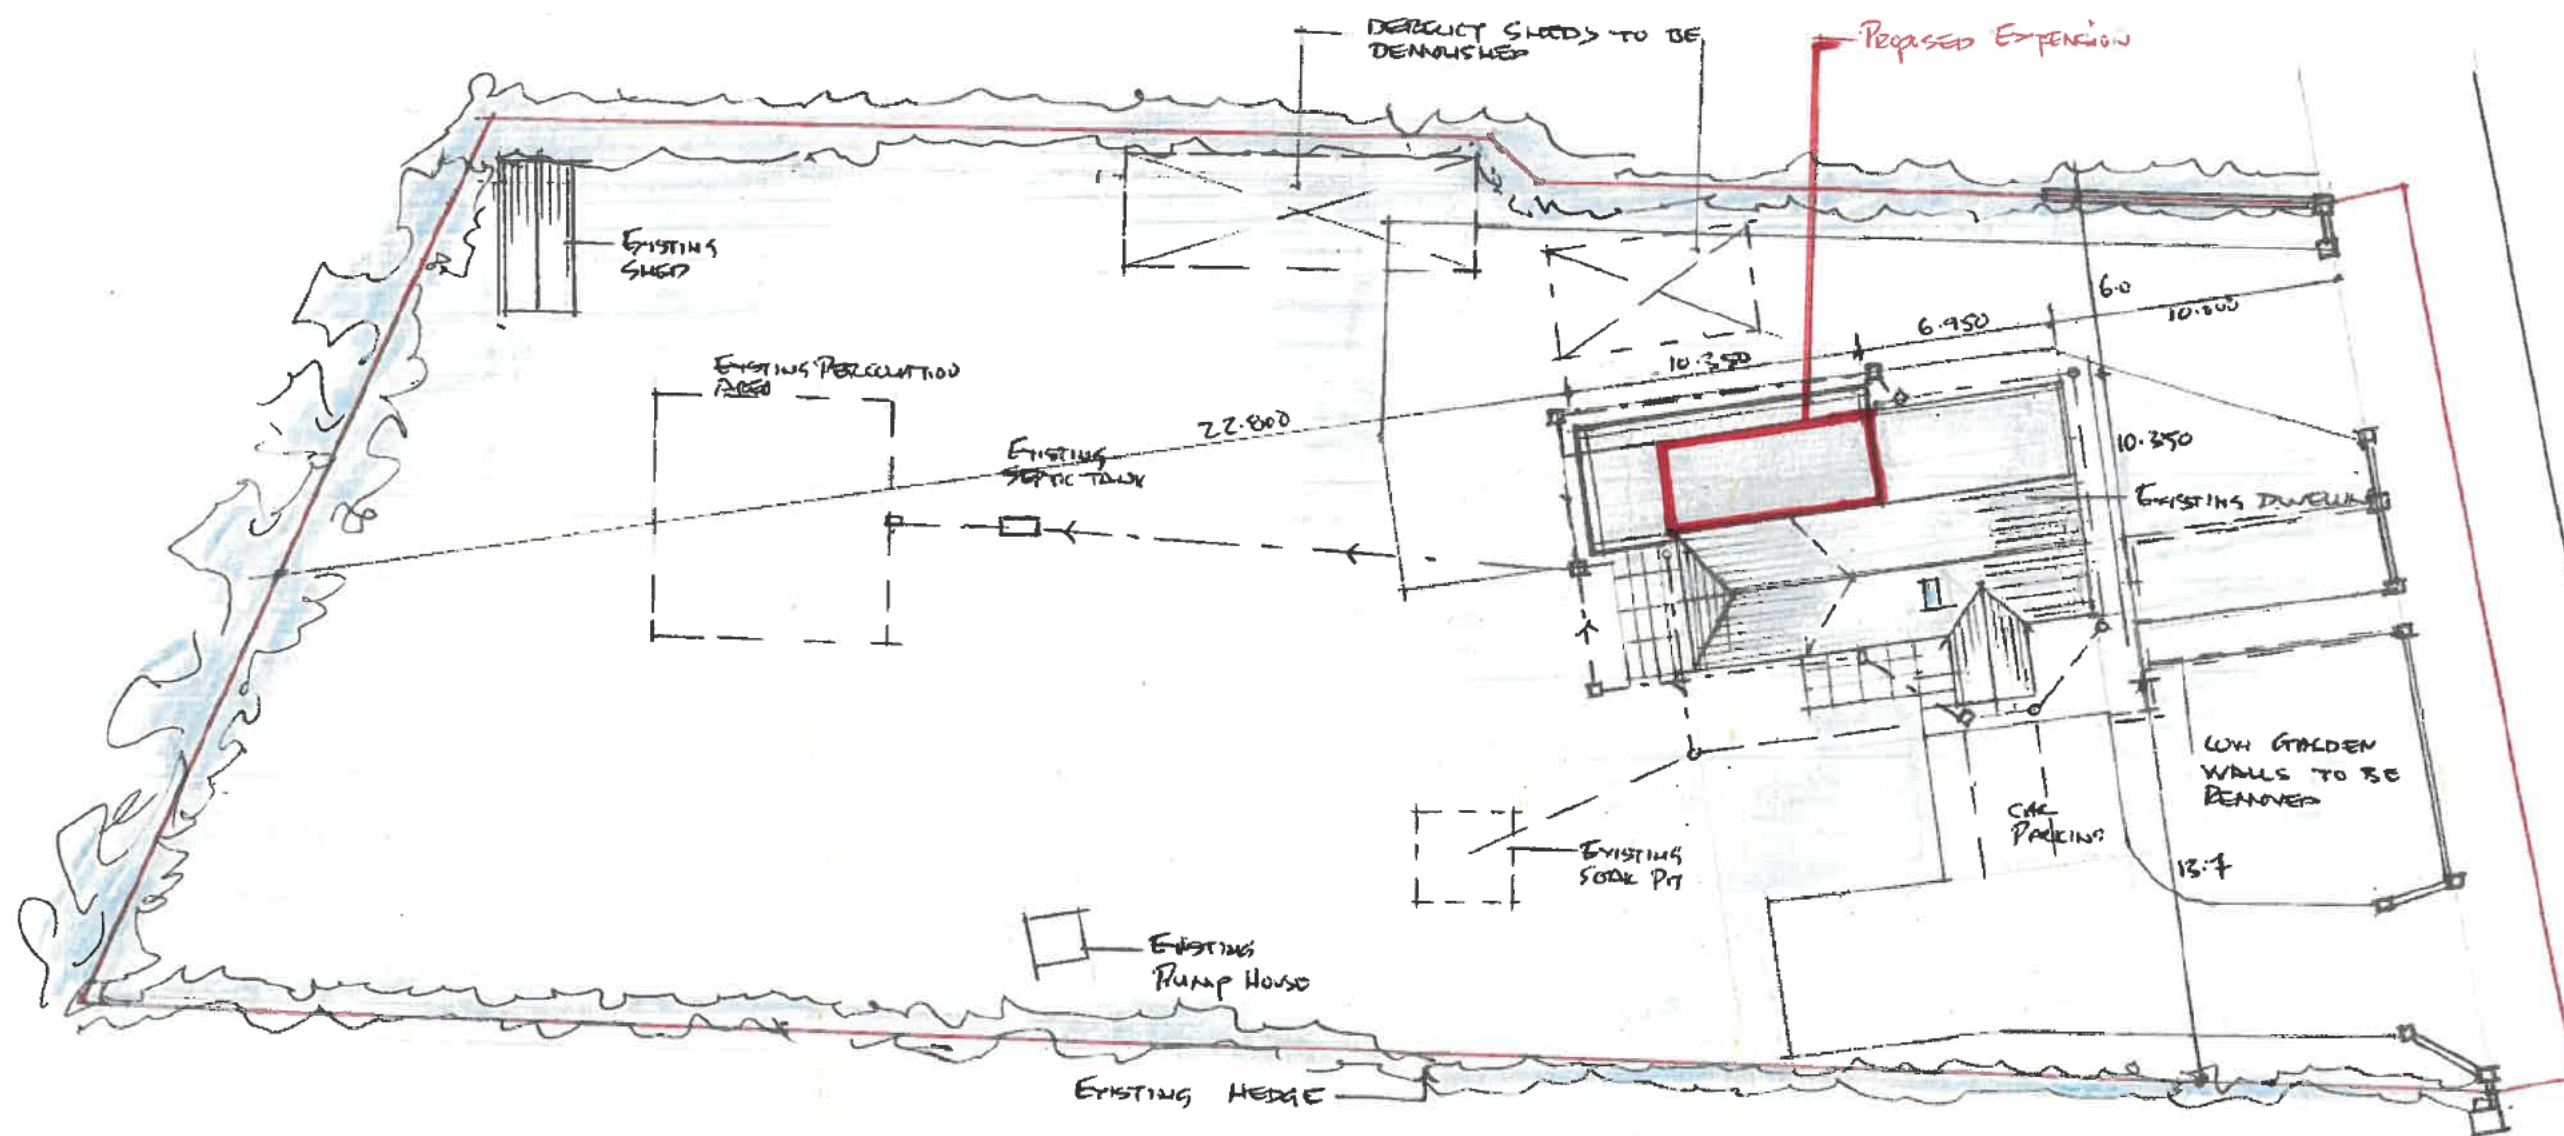 DERELICT SHEDS TO BE
DEMOLISHED
PROPOSED EXTENSION
EXISTING
SHED
6.0
10.800
6.950
10.350
EXISTING PERCOLATION
AREA
22.800
EXISTING
SEPTIC TANK
10.350
EXISTING DWELLING
LOW GARDEN
WALLS TO BE
REMOVED
CAR
PARKING
13.7
EXISTING
SOAK PIT
EXISTING
PUMP HOUSE
EXISTING HEDGE